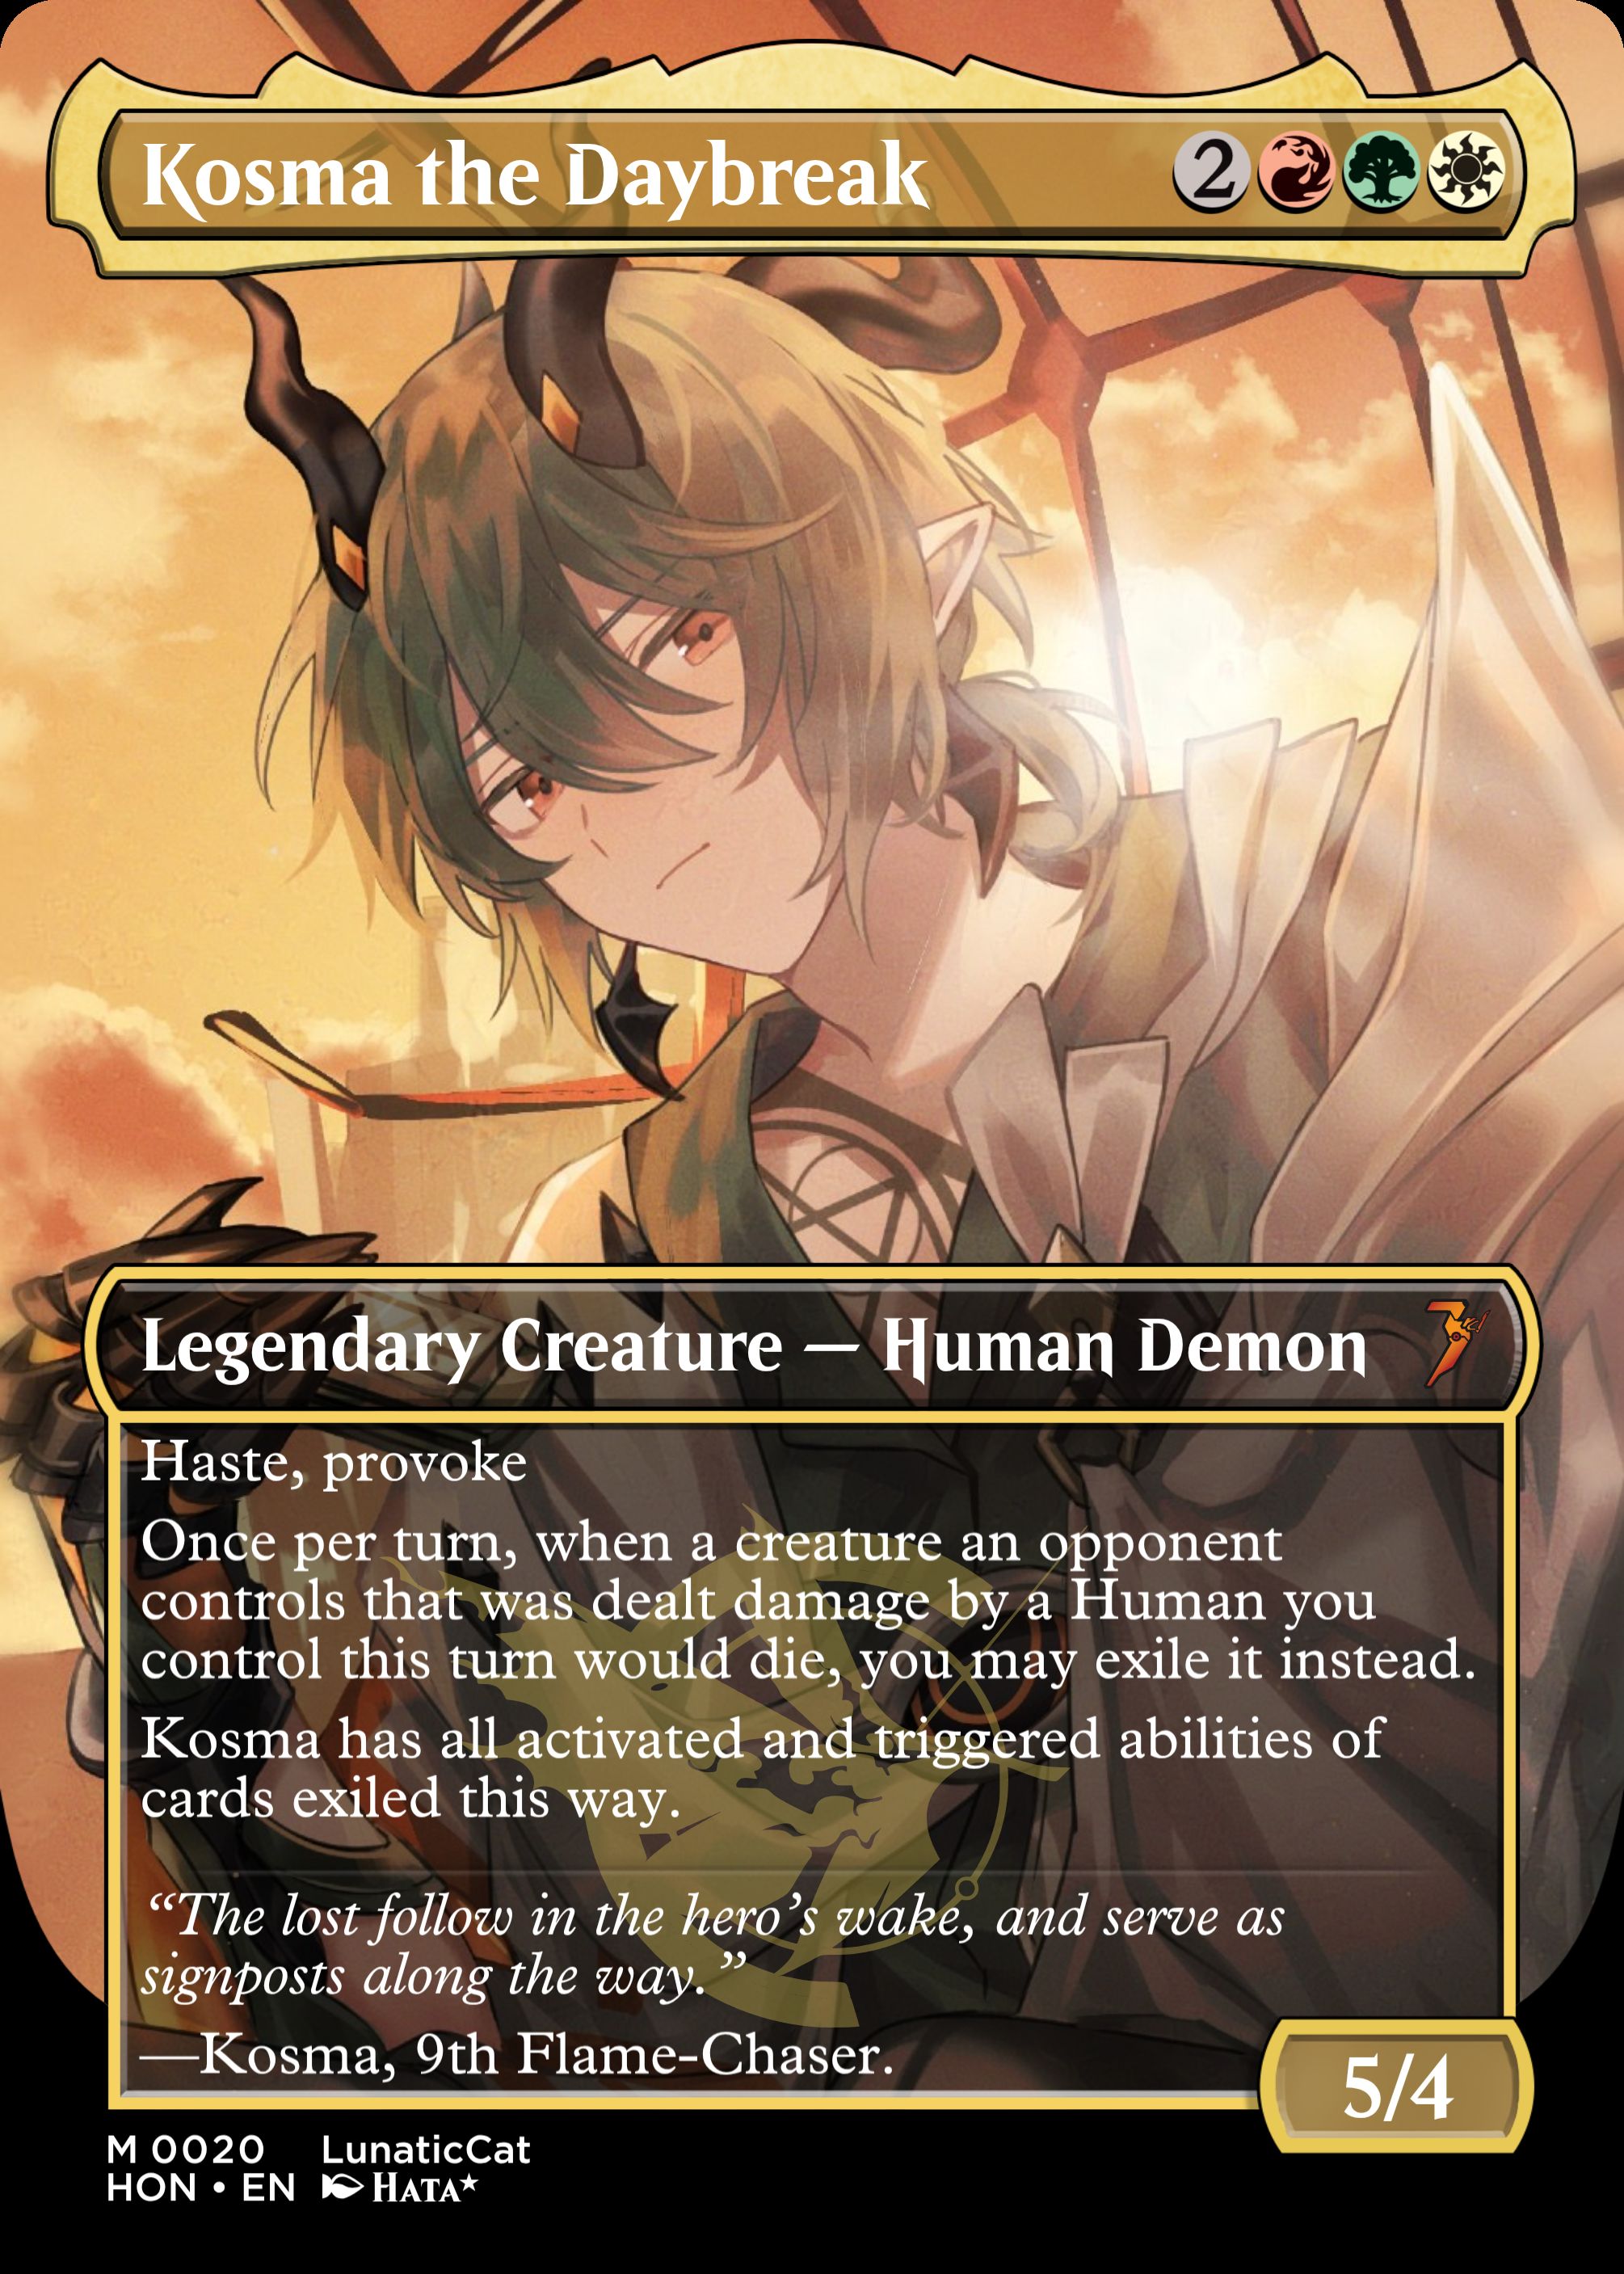 Kosma the Daybreak 2
Legendary Creature — Human Demon
Haste, provoke
Once per turn, when a creature an opponent
controls that was dealt damage by a Human you
control this turn would die, you may exile it instead.
Kosma has all activated and triggered abilities of
cards exiled this way.
“The lost follow in the hero’s wake, and serve as
signposts along the way.”
—Kosma, 9th Flame-Chaser.
5/4
M 0020 LunaticCat
HON • EN HATA★